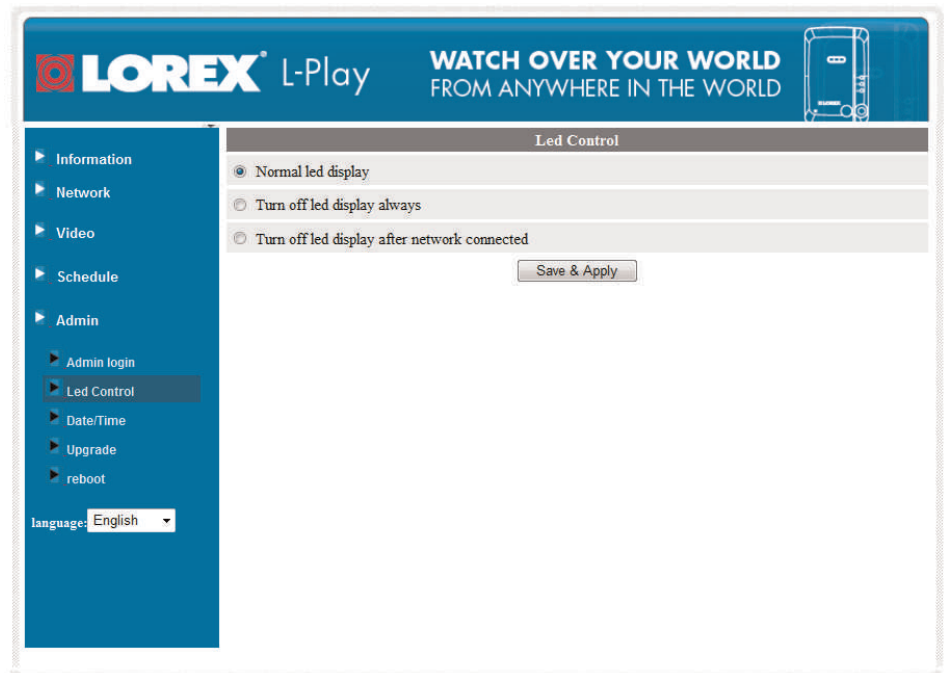 LOREX L-Play
WATCH OVER YOUR WORLD
FROM ANYWHERE IN THE WORLD
Information
Network
Video
Schedule
Admin
Admin login
Led Control
Date/Time
Upgrade
reboot
language: English
Led Control
Normal led display
Turn off led display always
Turn off led display after network connected
Save & Apply